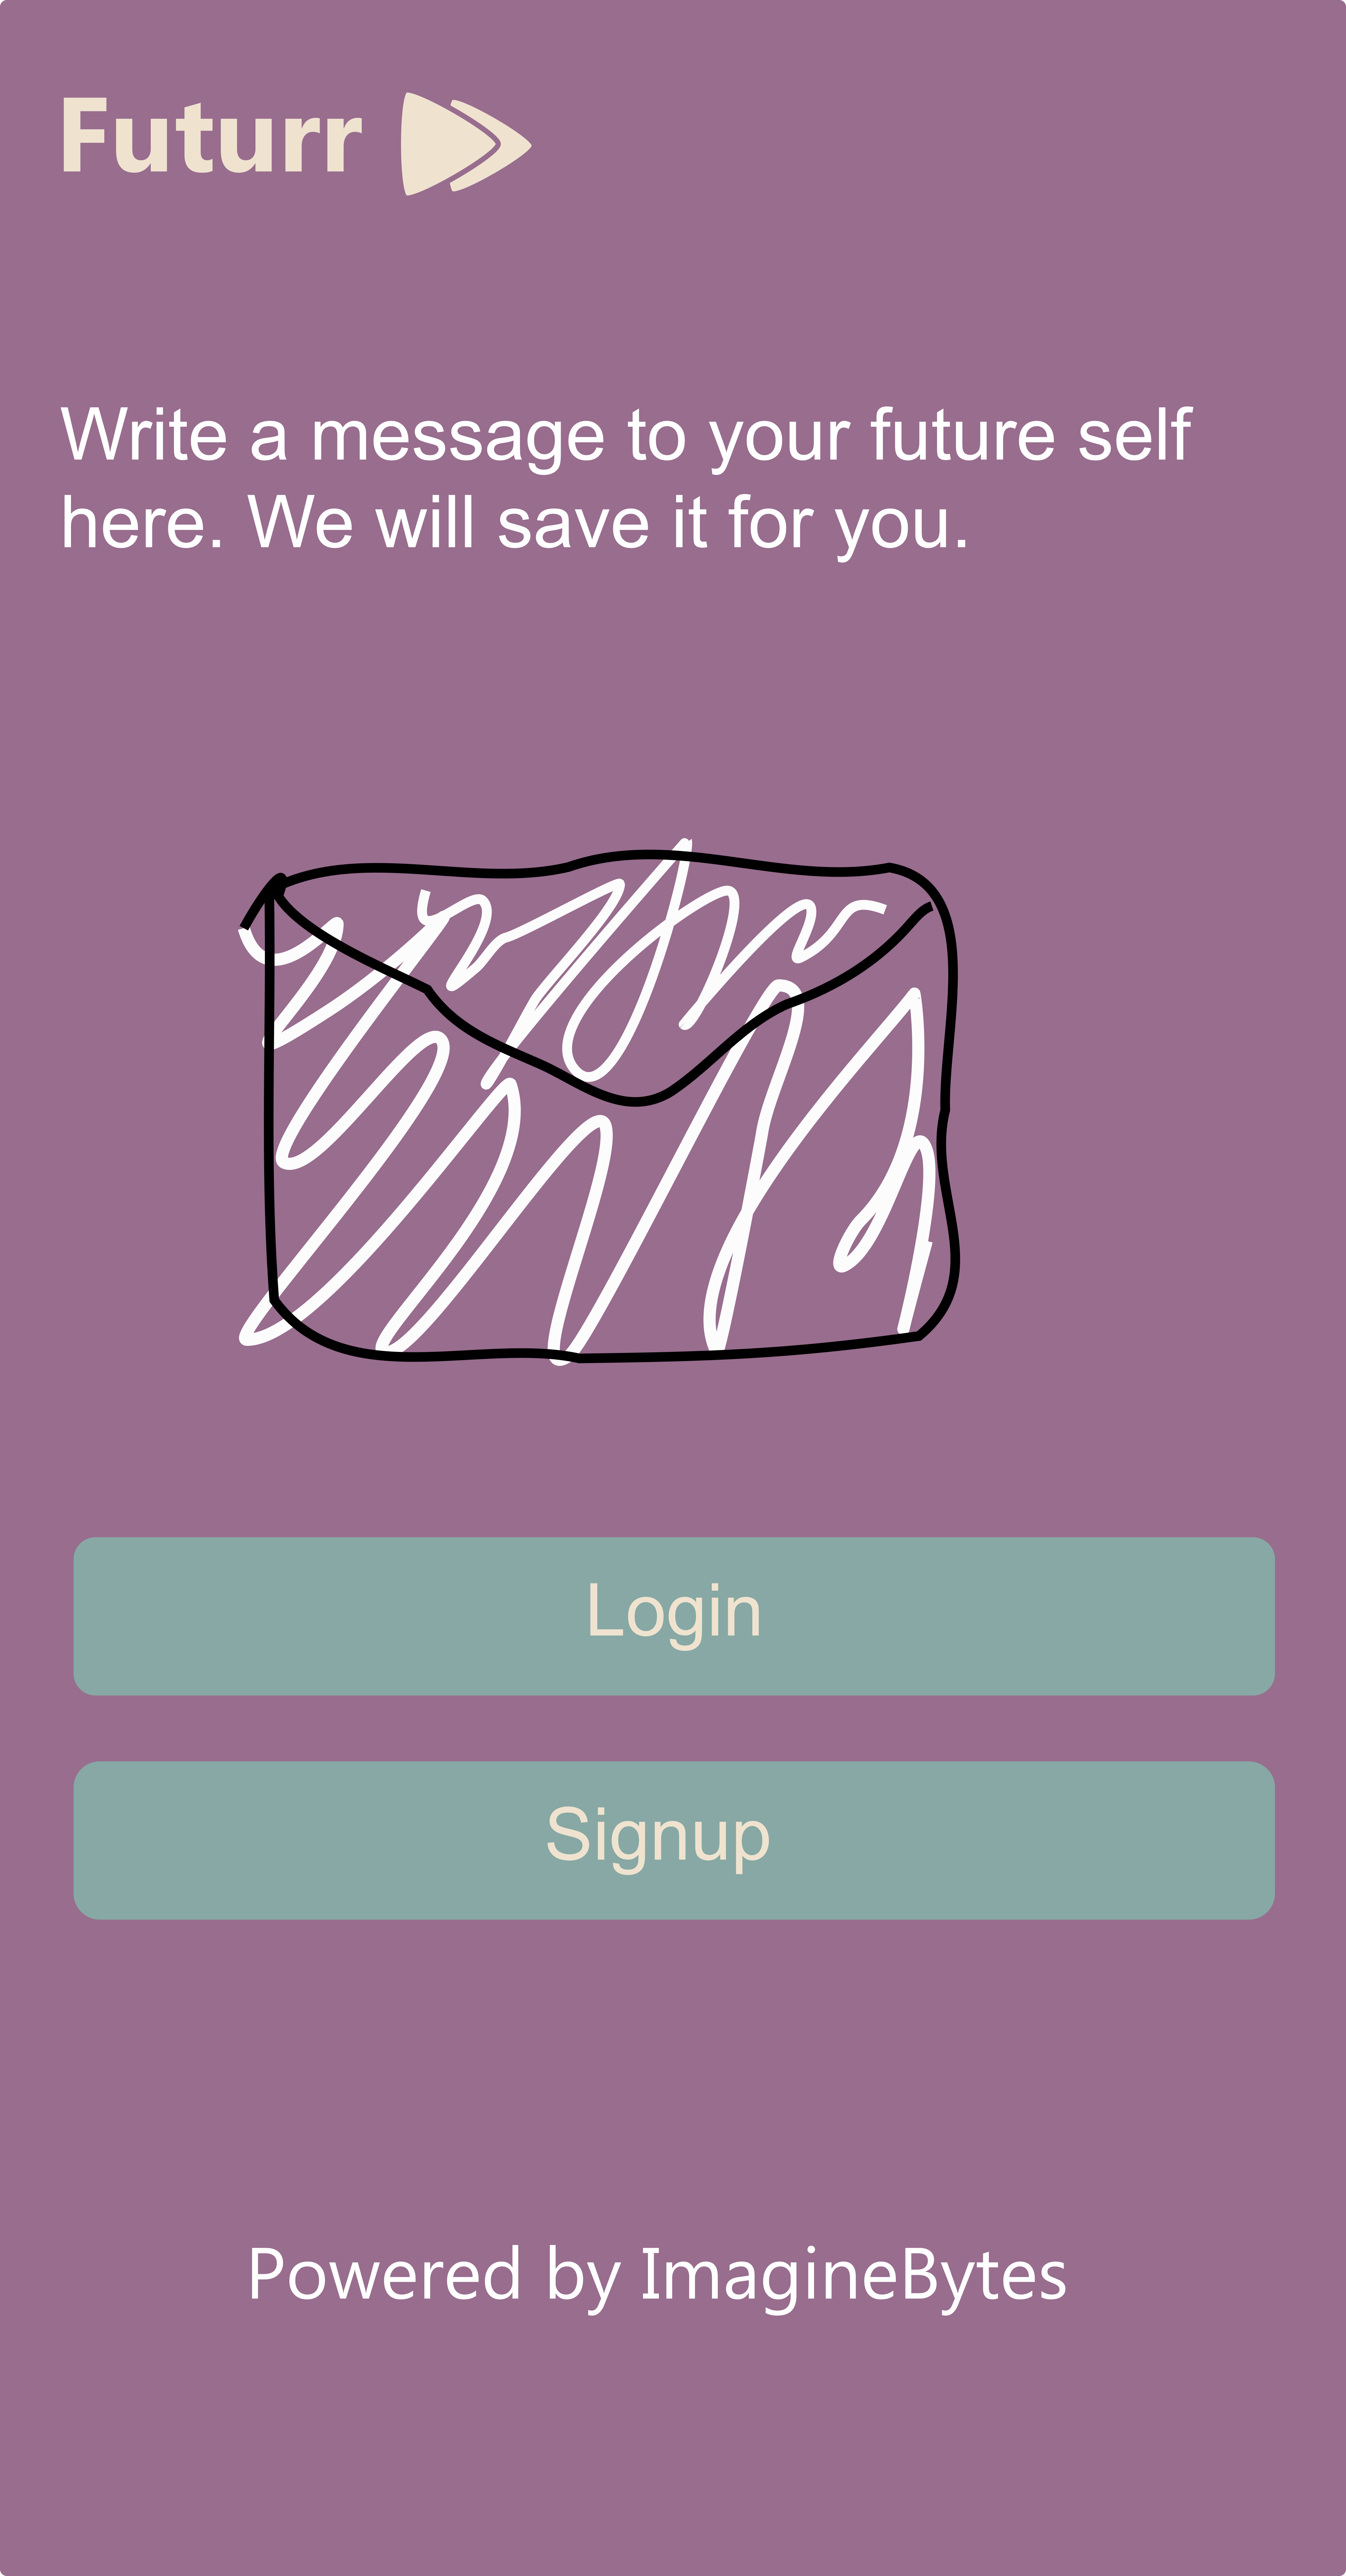 Futurr
Write a message to your future self
here. We will save it for you.
Login
Signup
Powered by ImagineBytes